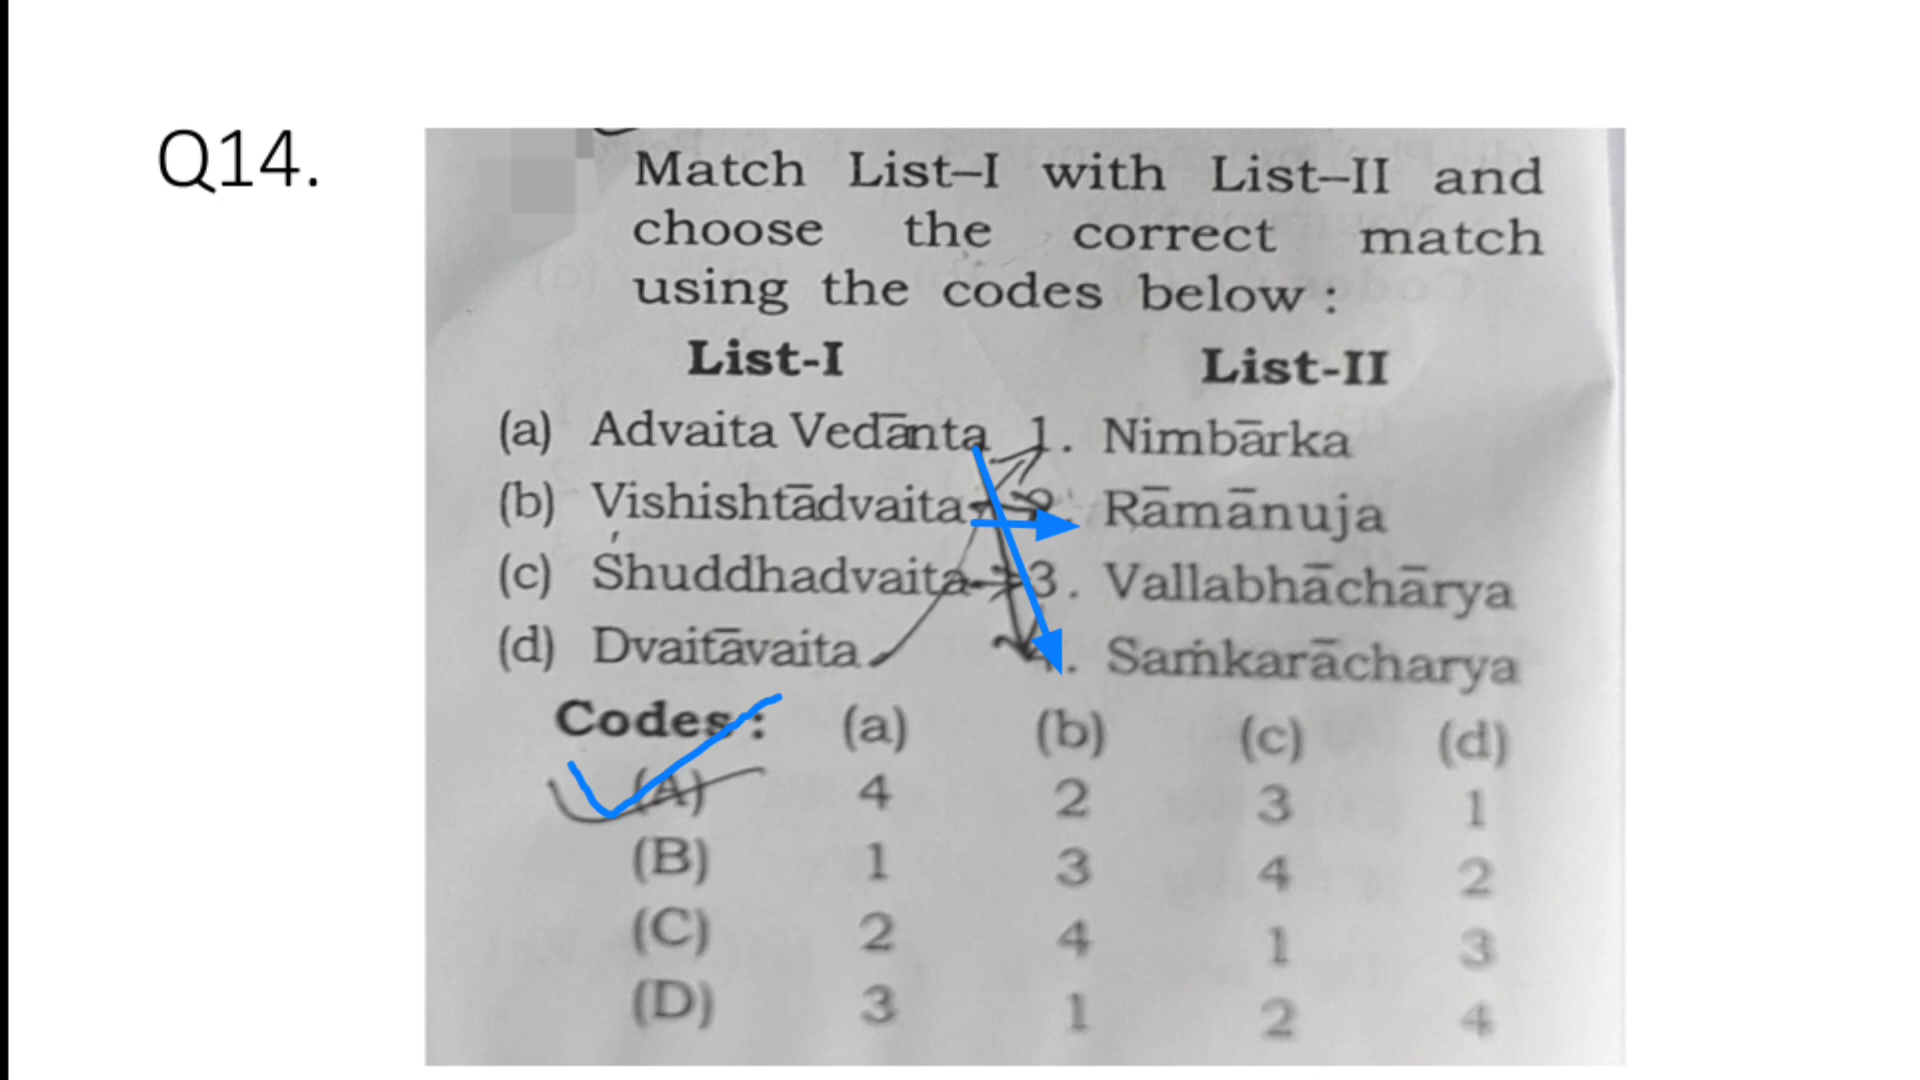 Q14.
Match List–I with List–II and
choose the correct match
using the codes below :
List-I List-II
(a) Advaita Vedānta 1. Nimbārka
(b) Vishishtādvaita 2. Rāmānuja
(c) Śhuddhadvaita 3. Vallabhāchārya
(d) Dvaitāvaita 4. Saṁkarācharya
Codes : (a) (b) (c) (d)
(A) 4 2 3 1
(B) 1 3 4 2
(C) 2 4 1 3
(D) 3 1 2 4